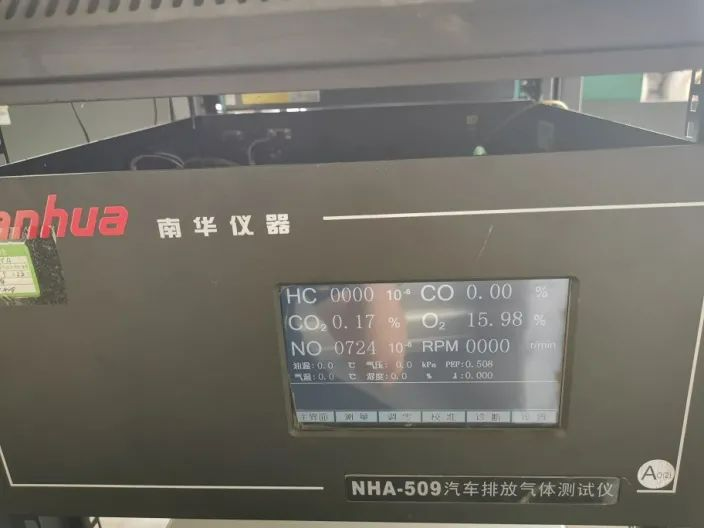 anhua 南华仪器
HC 0000 10-6 CO 0.00 %
CO2 0.17 % O2 15.98 %
NO 0724 10-6 RPM 0000 r/min
油温:0.0 ℃ 气压: 0.0 kPa PEF:0.508
气温:0.0 ℃ 湿度: 0.0 % λ:0.000
主界面 测量 调零 校准 诊断 设置
NHA-509 汽车排放气体测试仪